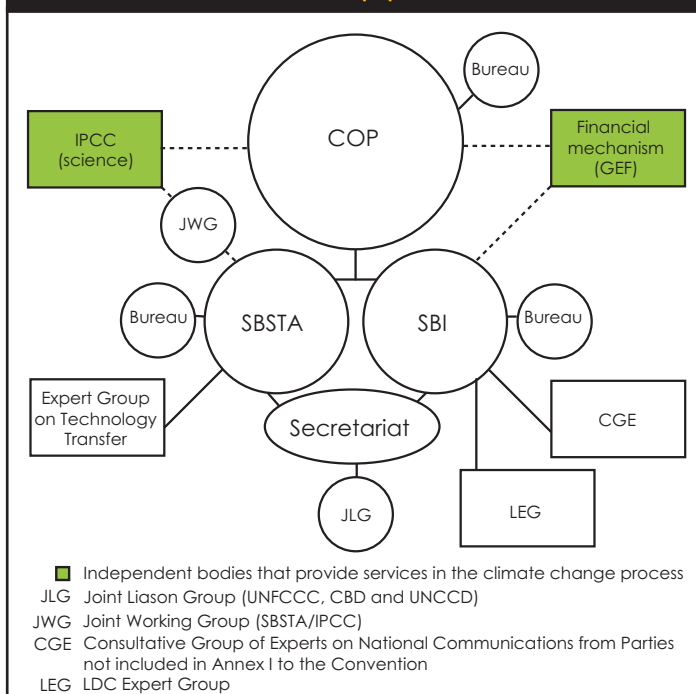 Bureau
COP
IPCC
(science)
Financial
mechanism
(GEF)
JWG
Bureau
SBSTA
SBI
Bureau
Expert Group
on Technology
Transfer
Secretariat
CGE
JLG
LEG
Independent bodies that provide services in the climate change process
JLG Joint Liason Group (UNFCCC, CBD and UNCCD)
JWG Joint Working Group (SBSTA/IPCC)
CGE Consultative Group of Experts on National Communications from Parties
not included in Annex I to the Convention
LEG LDC Expert Group